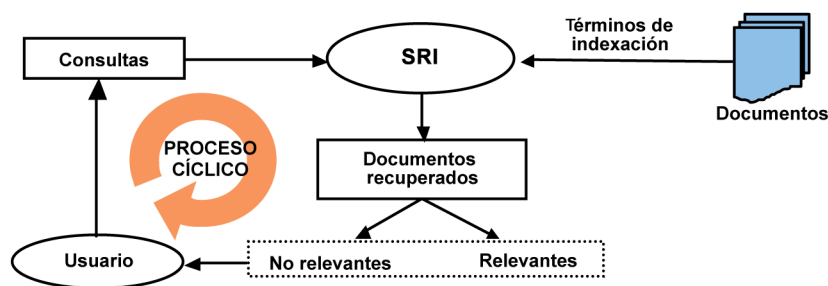 Consultas
SRI
Términos de
indexación
Documentos
PROCESO
CÍCLICO
Documentos
recuperados
Usuario
No relevantes
Relevantes